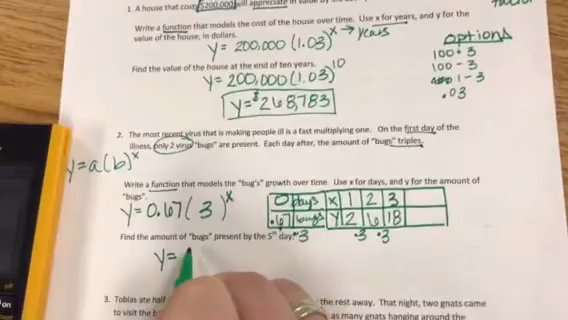 1. A house that cost $200,000 will appreciate in value by
Write a function that models the cost of the house over time. Use x for years, and y for the
value of the house, in dollars.
y = 200,000 (1.03)^x → years
Find the value of the house at the end of ten years.
y = 200,000 (1.03)^10
y = $268,783
options
100 + 3
100 - 3
1 - 3
.03
2. The most recent virus that is making people ill is a fast multiplying one. On the first day of the
illness, only 2 virus "bugs" are present. Each day after, the amount of "bugs" triples.
y = a(b)^x
Write a function that models the "bug's" growth over time. Use x for days, and y for the amount of
"bugs".
y = 0.67 (3)^x
0 days x 1 2 3
.67 bugs y 2 6 18
Find the amount of "bugs" present by the 5th day.
·3 ·3 ·3
y =
3. Tobias ate half
the rest away. That night, two gnats came
to visit the
as many gnats hanging around the
on